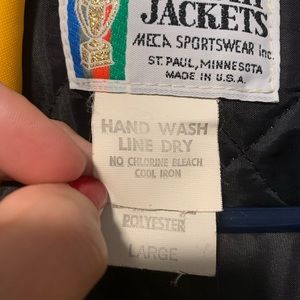 JACKETS
MECA SPORTSWEAR Inc.
ST. PAUL, MINNESOTA
MADE IN U.S.A.
HAND WASH
LINE DRY
NO CHLORINE BLEACH
COOL IRON
POLYESTER
LARGE